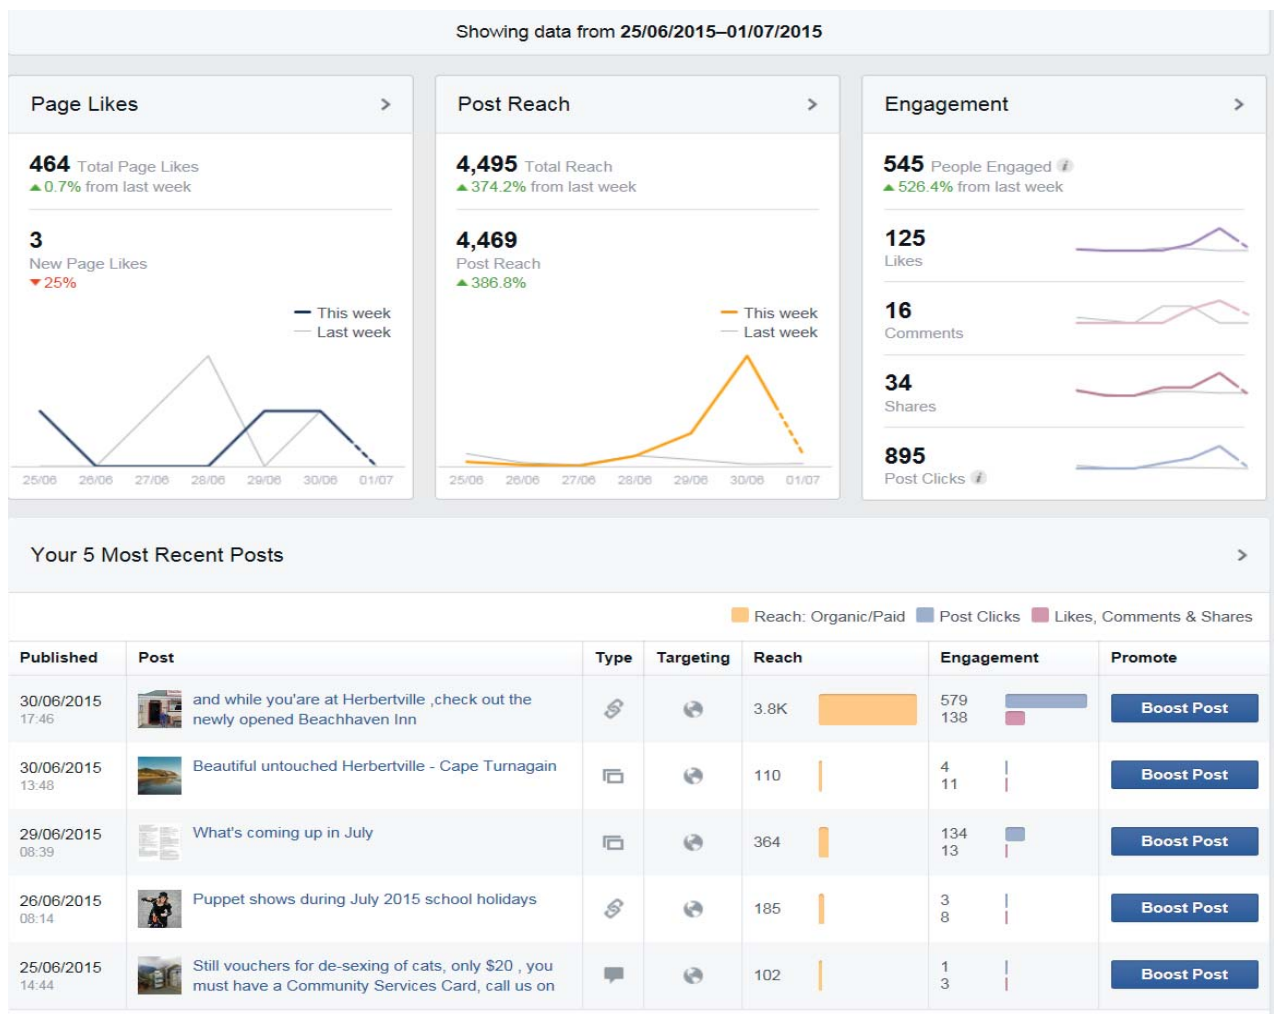 Showing data from 25/06/2015–01/07/2015
Page Likes
464 Total Page Likes
0.7% from last week
3
New Page Likes
25%
This week
Last week
25/06 26/06 27/06 28/06 29/06 30/06 01/07
Post Reach
4,495 Total Reach
374.2% from last week
4,469
Post Reach
386.8%
This week
Last week
25/06 26/06 27/06 28/06 29/06 30/06 01/07
Engagement
545 People Engaged i
526.4% from last week
125
Likes
16
Comments
34
Shares
895
Post Clicks i
Your 5 Most Recent Posts
Reach: Organic/Paid Post Clicks Likes, Comments & Shares
Published Post Type Targeting Reach Engagement Promote
30/06/2015
17:46
and while you'are at Herbertville ,check out the
newly opened Beachhaven Inn
3.8K
579
138
Boost Post
30/06/2015
13:48
Beautiful untouched Herbertville - Cape Turnagain
110
4
11
Boost Post
29/06/2015
08:39
What's coming up in July
364
134
13
Boost Post
26/06/2015
08:14
Puppet shows during July 2015 school holidays
185
3
8
Boost Post
25/06/2015
14:44
Still vouchers for de-sexing of cats, only $20 , you
must have a Community Services Card, call us on
102
1
3
Boost Post